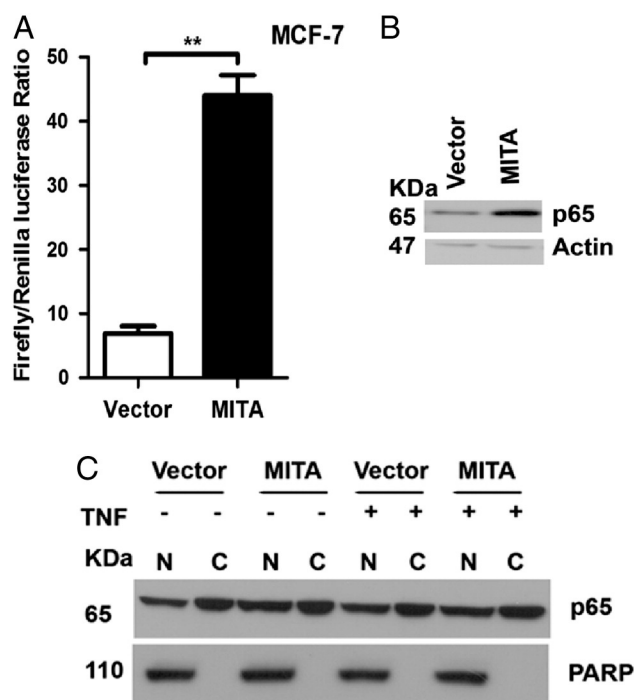 A
MCF-7
**
Firefly/Renilla luciferase Ratio
50
40
30
20
10
0
Vector MITA
B
Vector MITA
KDa
65 p65
47 Actin
C
Vector MITA Vector MITA
TNF - - - - + + + +
KDa N C N C N C N C
65 p65
110 PARP